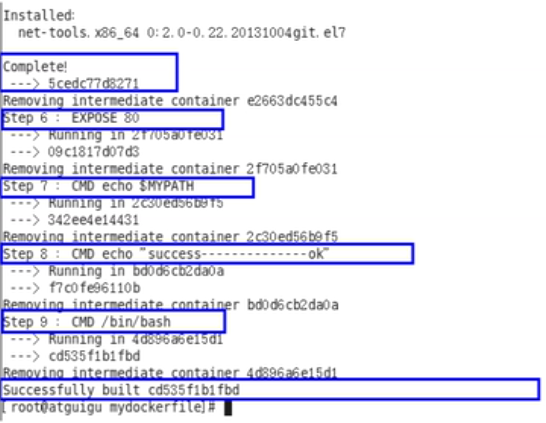 Installed:
net-tools.x86_64 0:2.0-0.22.20131004git.el7
Complete!
---> 5cedc77d8271
Removing intermediate container e2663dc455c4
Step 6 : EXPOSE 80
---> Running in 2f705a0fe031
---> 09c1817d07d3
Removing intermediate container 2f705a0fe031
Step 7 : CMD echo $MYPATH
---> Running in 2c30ed56b9f5
---> 342ee4e14431
Removing intermediate container 2c30ed56b9f5
Step 8 : CMD echo "success--------------ok"
---> Running in bd0d6cb2da0a
---> f7c0fe96110b
Removing intermediate container bd0d6cb2da0a
Step 9 : CMD /bin/bash
---> Running in 4d896a6e15d1
---> cd535f1b1fbd
Removing intermediate container 4d896a6e15d1
Successfully built cd535f1b1fbd
[root@atguigu mydockerfile]#